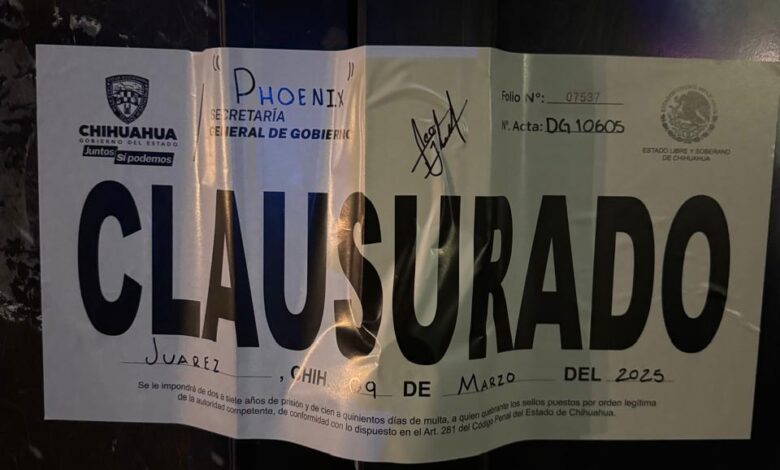 "PHOENIX"
CHIHUAHUA
GOBIERNO DEL ESTADO
Juntos Sí podemos
SECRETARÍA
GENERAL DE GOBIERNO
Folio N°: 07537
N°. Acta: DG 10605
ESTADO LIBRE Y SOBERANO
DE CHIHUAHUA
CLAUSURADO
JUAREZ, CHIH. 09 DE MARZO DEL 2025
Se le impondrá de dos a siete años de prisión y de cien a quinientos días de multa, a quien quebrante los sellos puestos por orden legítima
de la autoridad competente, de conformidad con lo dispuesto en el Art. 281 del Código Penal del Estado de Chihuahua.